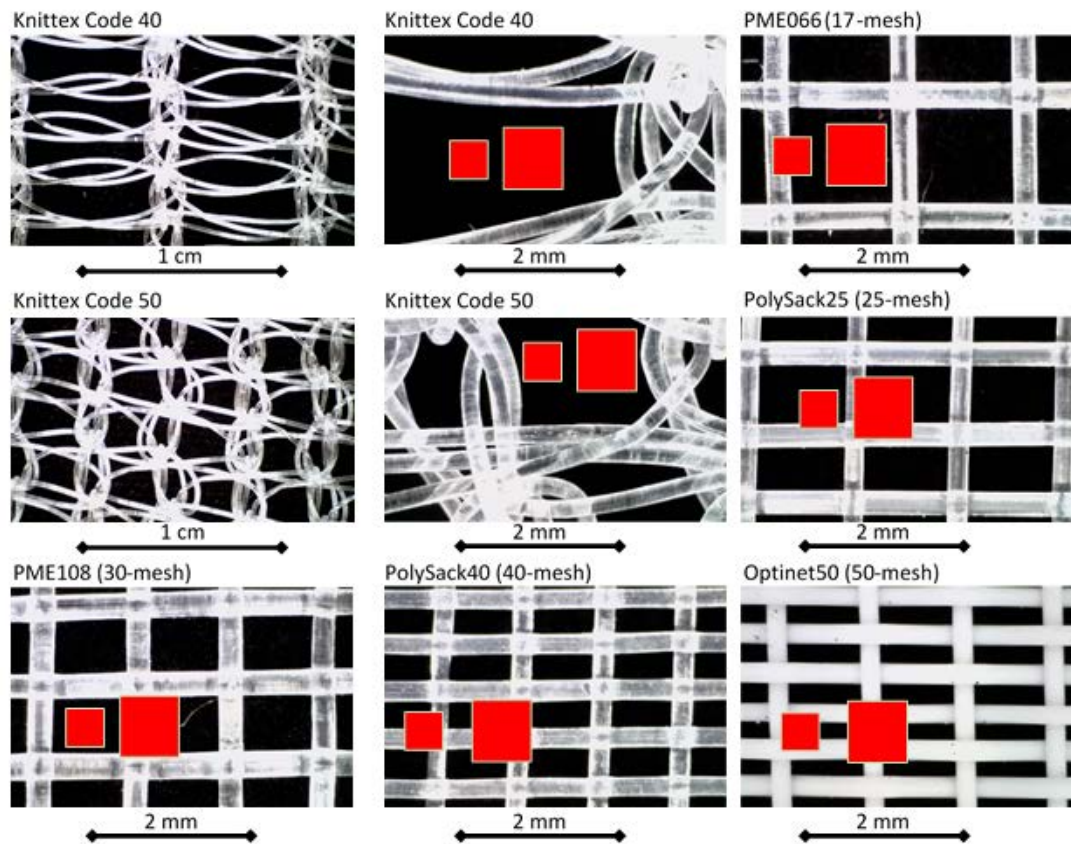 Knittex Code 40
Knittex Code 40
PME066 (17-mesh)
1 cm
2 mm
2 mm
Knittex Code 50
Knittex Code 50
PolySack25 (25-mesh)
1 cm
2 mm
2 mm
PME108 (30-mesh)
PolySack40 (40-mesh)
Optinet50 (50-mesh)
2 mm
2 mm
2 mm